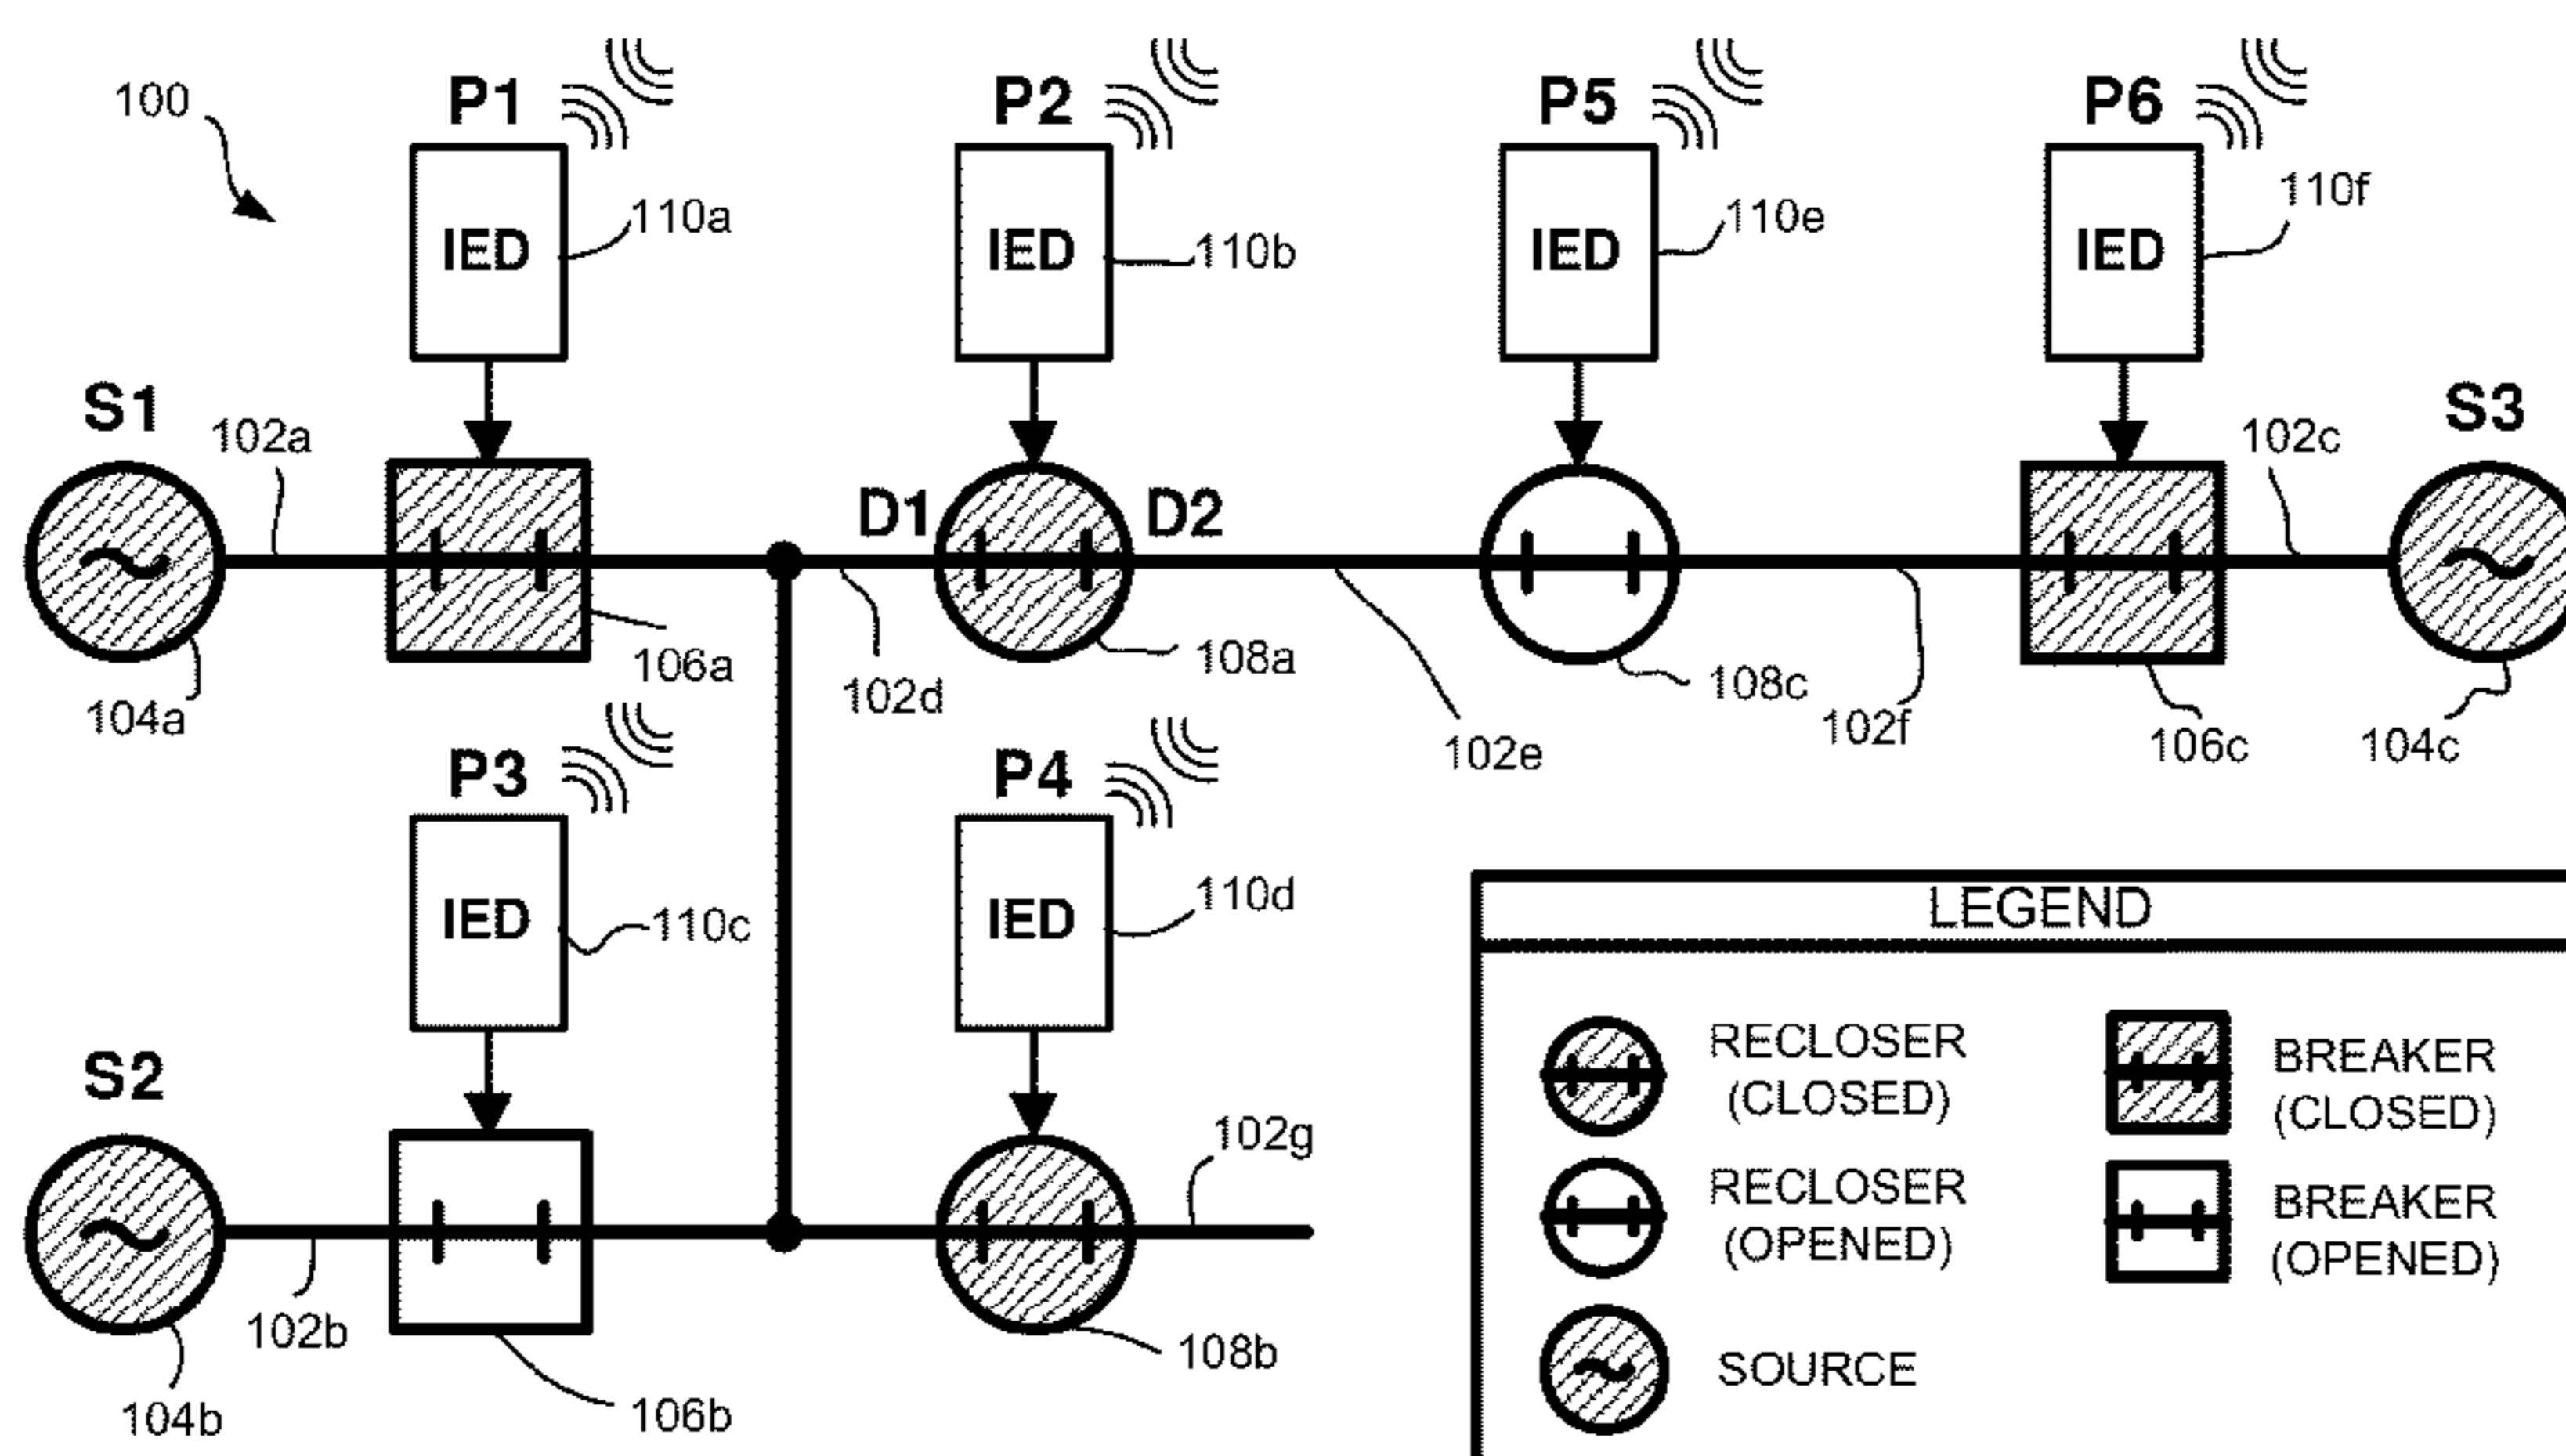 100
P1
P2
P5
P6
IED
110a
IED
110b
IED
110e
IED
110f
S1
102a
D1
D2
102c
S3
104a
106a
102d
108a
102e
108c
102f
106c
104c
P3
P4
IED
110c
IED
110d
S2
102g
102b
104b
106b
108b
LEGEND
RECLOSER
(CLOSED)
BREAKER
(CLOSED)
RECLOSER
(OPENED)
BREAKER
(OPENED)
SOURCE